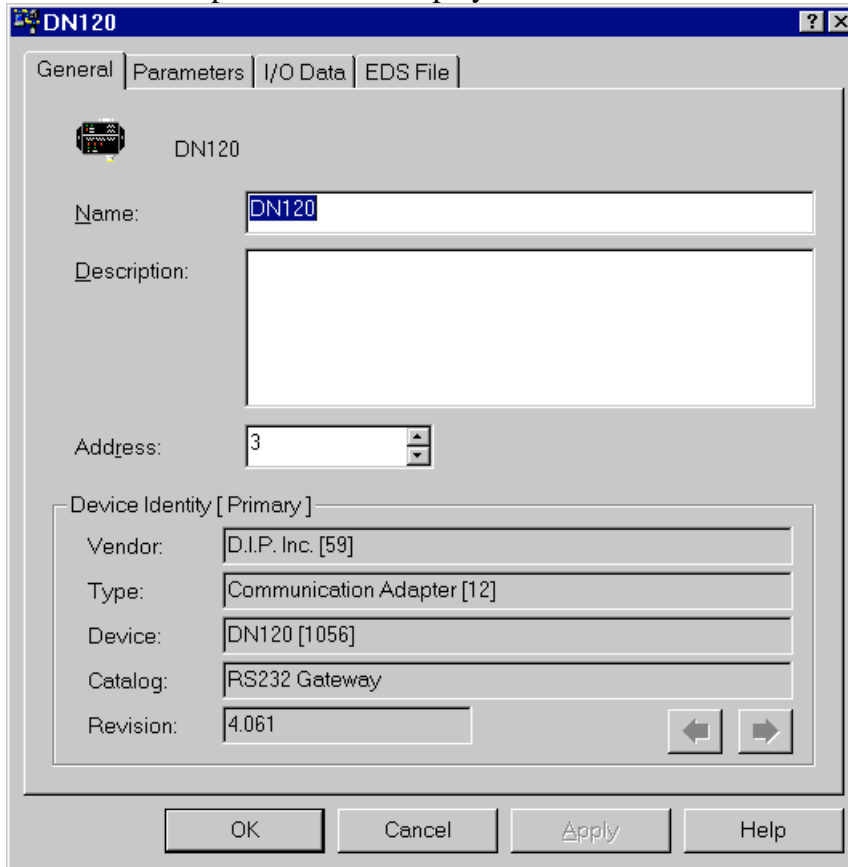 DN120
General Parameters I/O Data EDS File
DN120
Name: DN120
Description:
Address: 3
Device Identity [ Primary ]
Vendor: D.I.P. Inc. [59]
Type: Communication Adapter [12]
Device: DN120 [1056]
Catalog: RS232 Gateway
Revision: 4.061
OK Cancel Apply Help